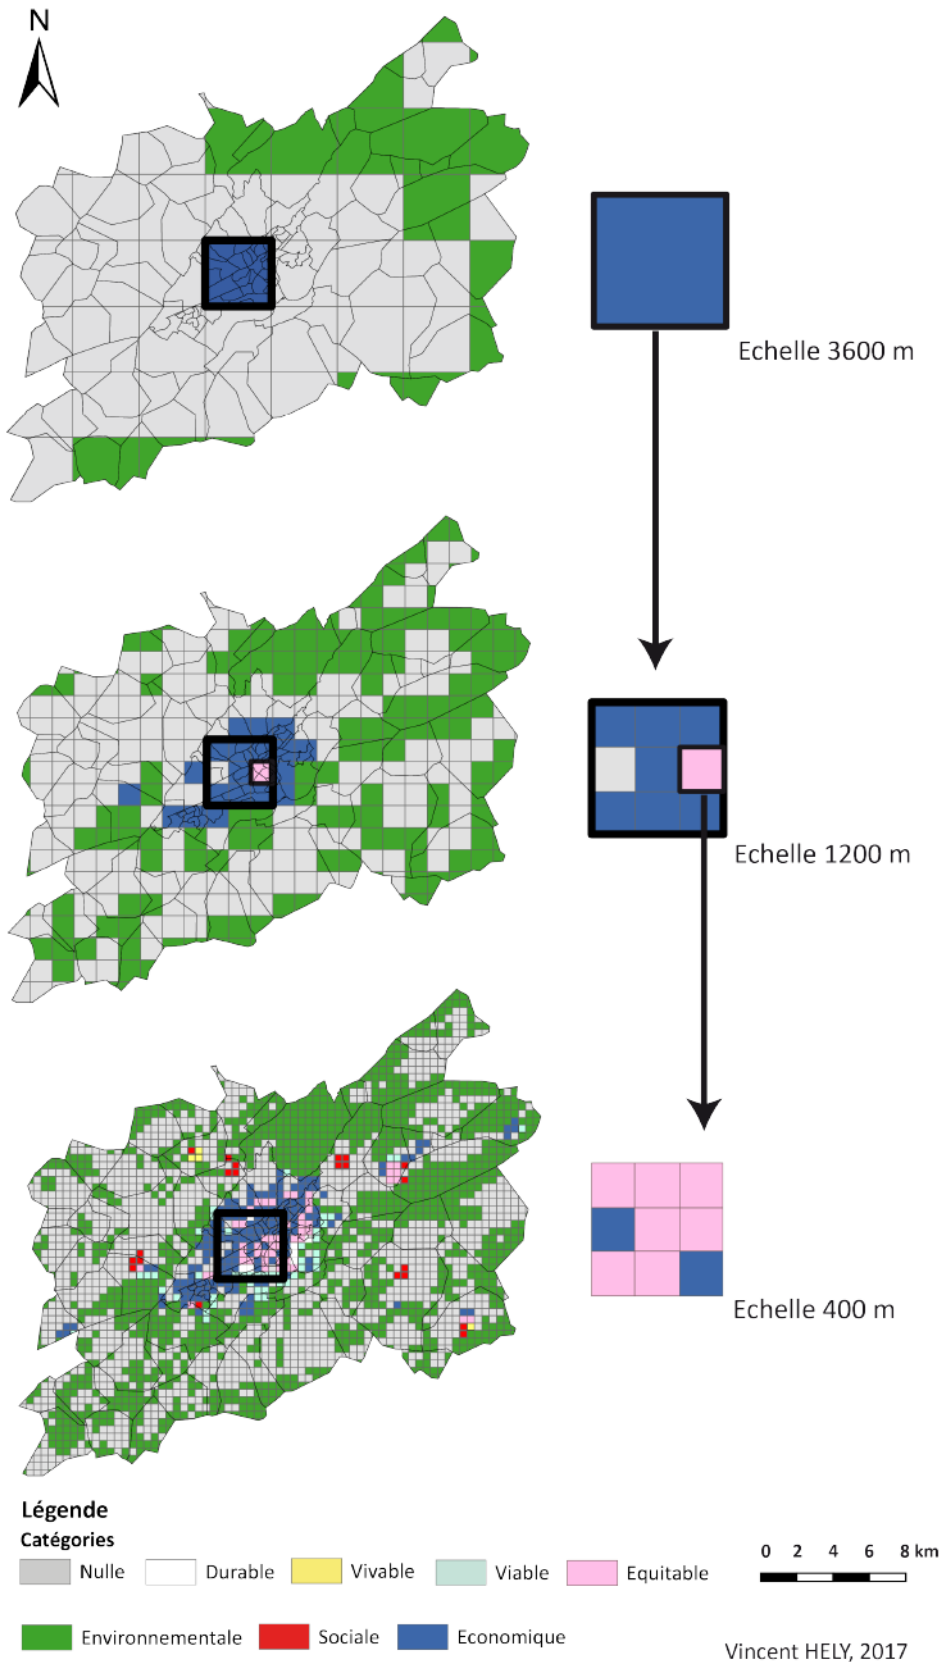 N
Echelle 3600 m
Echelle 1200 m
Echelle 400 m
Légende
Catégories
Nulle Durable Vivable Viable Equitable
0 2 4 6 8 km
Environnementale Sociale Economique
Vincent HELY, 2017